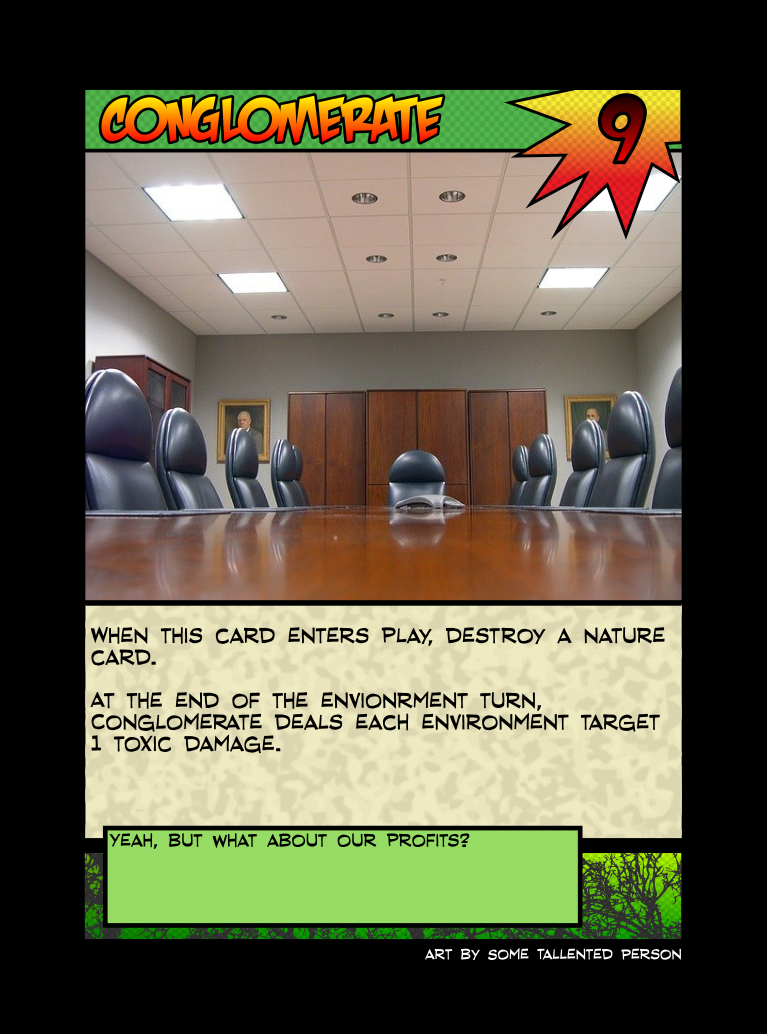 CONGLOMERATE
9
WHEN THIS CARD ENTERS PLAY, DESTROY A NATURE
CARD.
AT THE END OF THE ENVIONRMENT TURN,
CONGLOMERATE DEALS EACH ENVIRONMENT TARGET
1 TOXIC DAMAGE.
YEAH, BUT WHAT ABOUT OUR PROFITS?
ART BY SOME TALLENTED PERSON